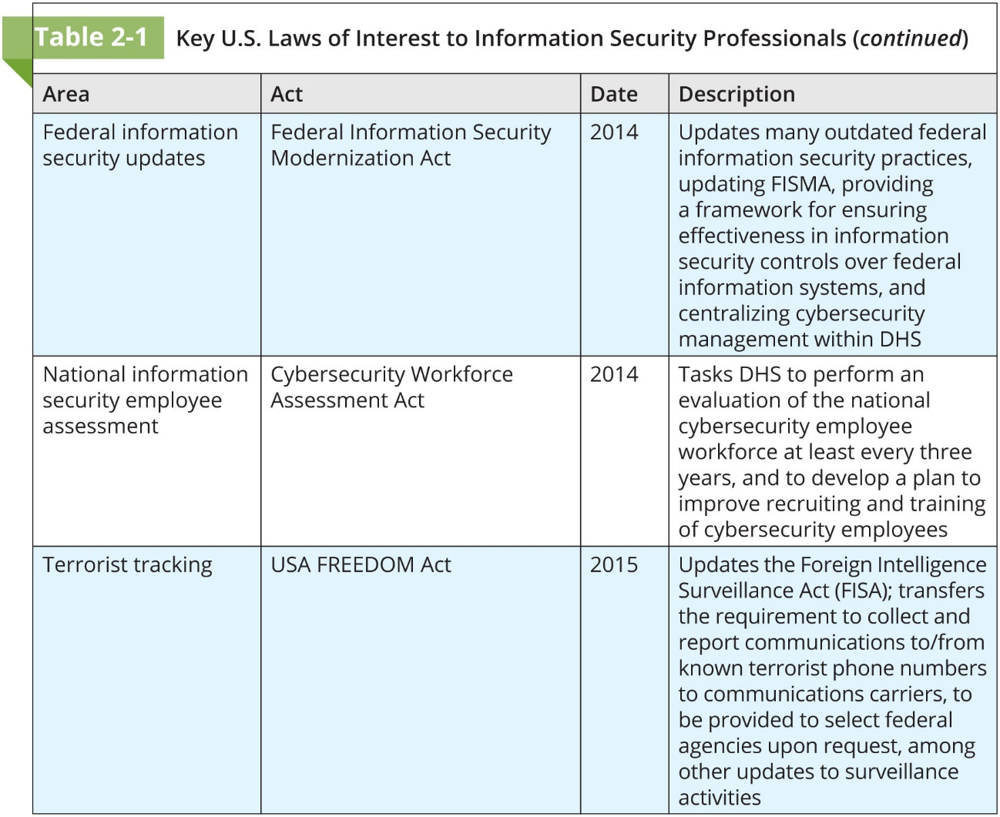 Table 2-1 Key U.S. Laws of Interest to Information Security Professionals (continued)
Area Act Date Description
Federal information
security updates
Federal Information Security
Modernization Act
2014
Updates many outdated federal
information security practices,
updating FISMA, providing
a framework for ensuring
effectiveness in information
security controls over federal
information systems, and
centralizing cybersecurity
management within DHS
National information
security employee
assessment
Cybersecurity Workforce
Assessment Act
2014
Tasks DHS to perform an
evaluation of the national
cybersecurity employee
workforce at least every three
years, and to develop a plan to
improve recruiting and training
of cybersecurity employees
Terrorist tracking
USA FREEDOM Act
2015
Updates the Foreign Intelligence
Surveillance Act (FISA); transfers
the requirement to collect and
report communications to/from
known terrorist phone numbers
to communications carriers, to
be provided to select federal
agencies upon request, among
other updates to surveillance
activities